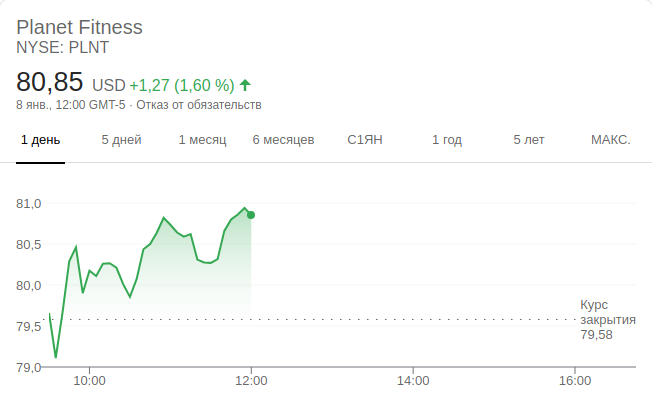 Planet Fitness
NYSE: PLNT
80,85 USD +1,27 (1,60 %)
8 янв., 12:00 GMT-5 · Отказ от обязательств
1 день 5 дней 1 месяц 6 месяцев С1ЯН 1 год 5 лет МАКС.
81,0
80,5
80,0
79,5
79,0
Курс
закрытия
79,58
10:00 12:00 14:00 16:00